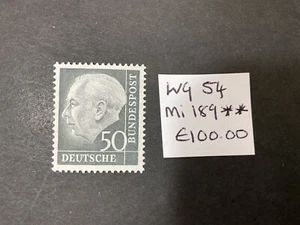 50
DEUTSCHE
BUNDESPOST
WG 54
Mi 189**
€100.00